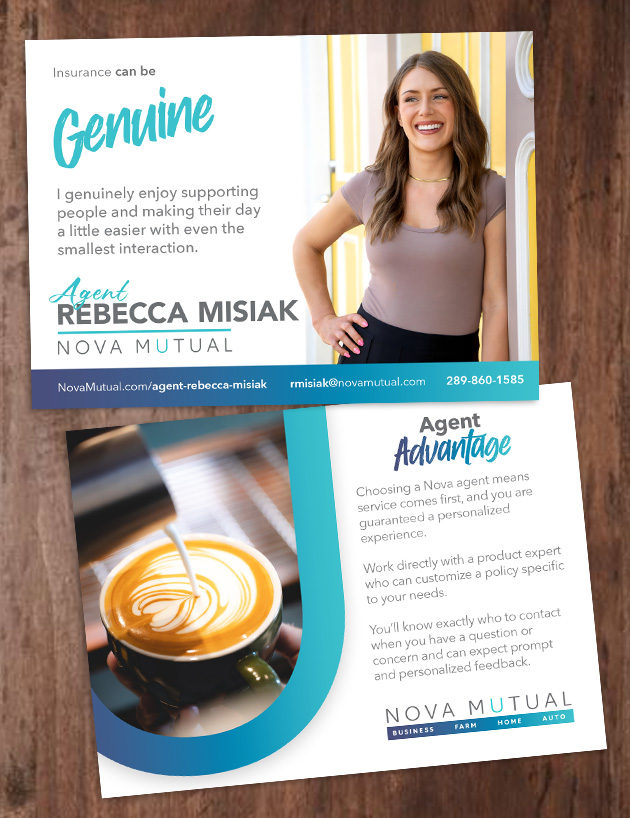 Insurance can be
Genuine
I genuinely enjoy supporting
people and making their day
a little easier with even the
smallest interaction.
Agent
REBECCA MISIAK
NOVA MUTUAL
NovaMutual.com/agent-rebecca-misiak rmisiak@novamutual.com 289-860-1585
Agent
Advantage
Choosing a Nova agent means
service comes first, and you are
guaranteed a personalized
experience.
Work directly with a product expert
who can customize a policy specific
to your needs.
You'll know exactly who to contact
when you have a question or
concern and can expect prompt
and personalized feedback.
NOVA MUTUAL
BUSINESS FARM HOME AUTO